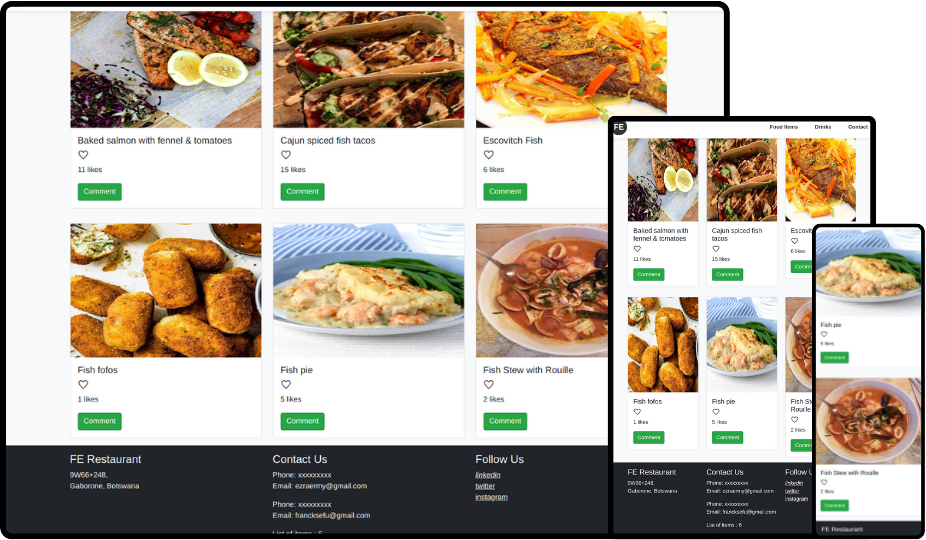 Baked salmon with fennel & tomatoes
11 likes
Comment
Cajun spiced fish tacos
15 likes
Comment
Escovitch Fish
6 likes
Comment
Fish fofos
1 likes
Comment
Fish pie
5 likes
Comment
Fish Stew with Rouille
2 likes
Comment
FE Restaurant
9W66+248,
Gaborone, Botswana
Contact Us
Phone: xxxxxxxxx
Email: ezraermy@gmail.com
Phone: xxxxxxxxx
Email: francksefu@gmail.com
List of items : 6
Follow Us
linkedin
twitter
instagram
FE
Food Items
Drinks
Contact
Baked salmon with
fennel & tomatoes
11 likes
Comment
Cajun spiced fish
tacos
15 likes
Comment
6 likes
Fish fofos
1 likes
Comment
Fish pie
5 likes
Comment
Fish
Rouille
2 likes
FE Restaurant
9W66+248,
Gaborone, Botswana
Contact Us
Phone: xxxxxxxxx
Email: ezraermy@gmail.com
Phone: xxxxxxxxx
Email: francksefu@gmail.com
List of items : 6
Follow
linkedin
twitter
instagram
Fish pie
5 likes
Comment
Fish Stew with Rouille
2 likes
Comment
FE Restaurant